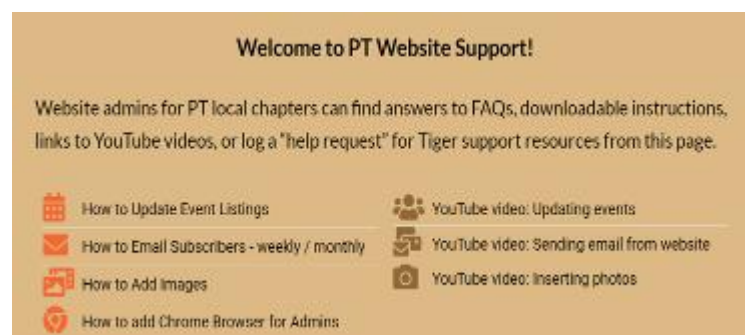 Welcome to PT Website Support!
Website admins for PT local chapters can find answers to FAQs, downloadable instructions,
links to YouTube videos, or log a "help request" for Tiger support resources from this page.
How to Update Event Listings
How to Email Subscribers - weekly / monthly
How to Add Images
How to add Chrome Browser for Admins
YouTube video: Updating events
YouTube video: Sending email from website
YouTube video: Inserting photos